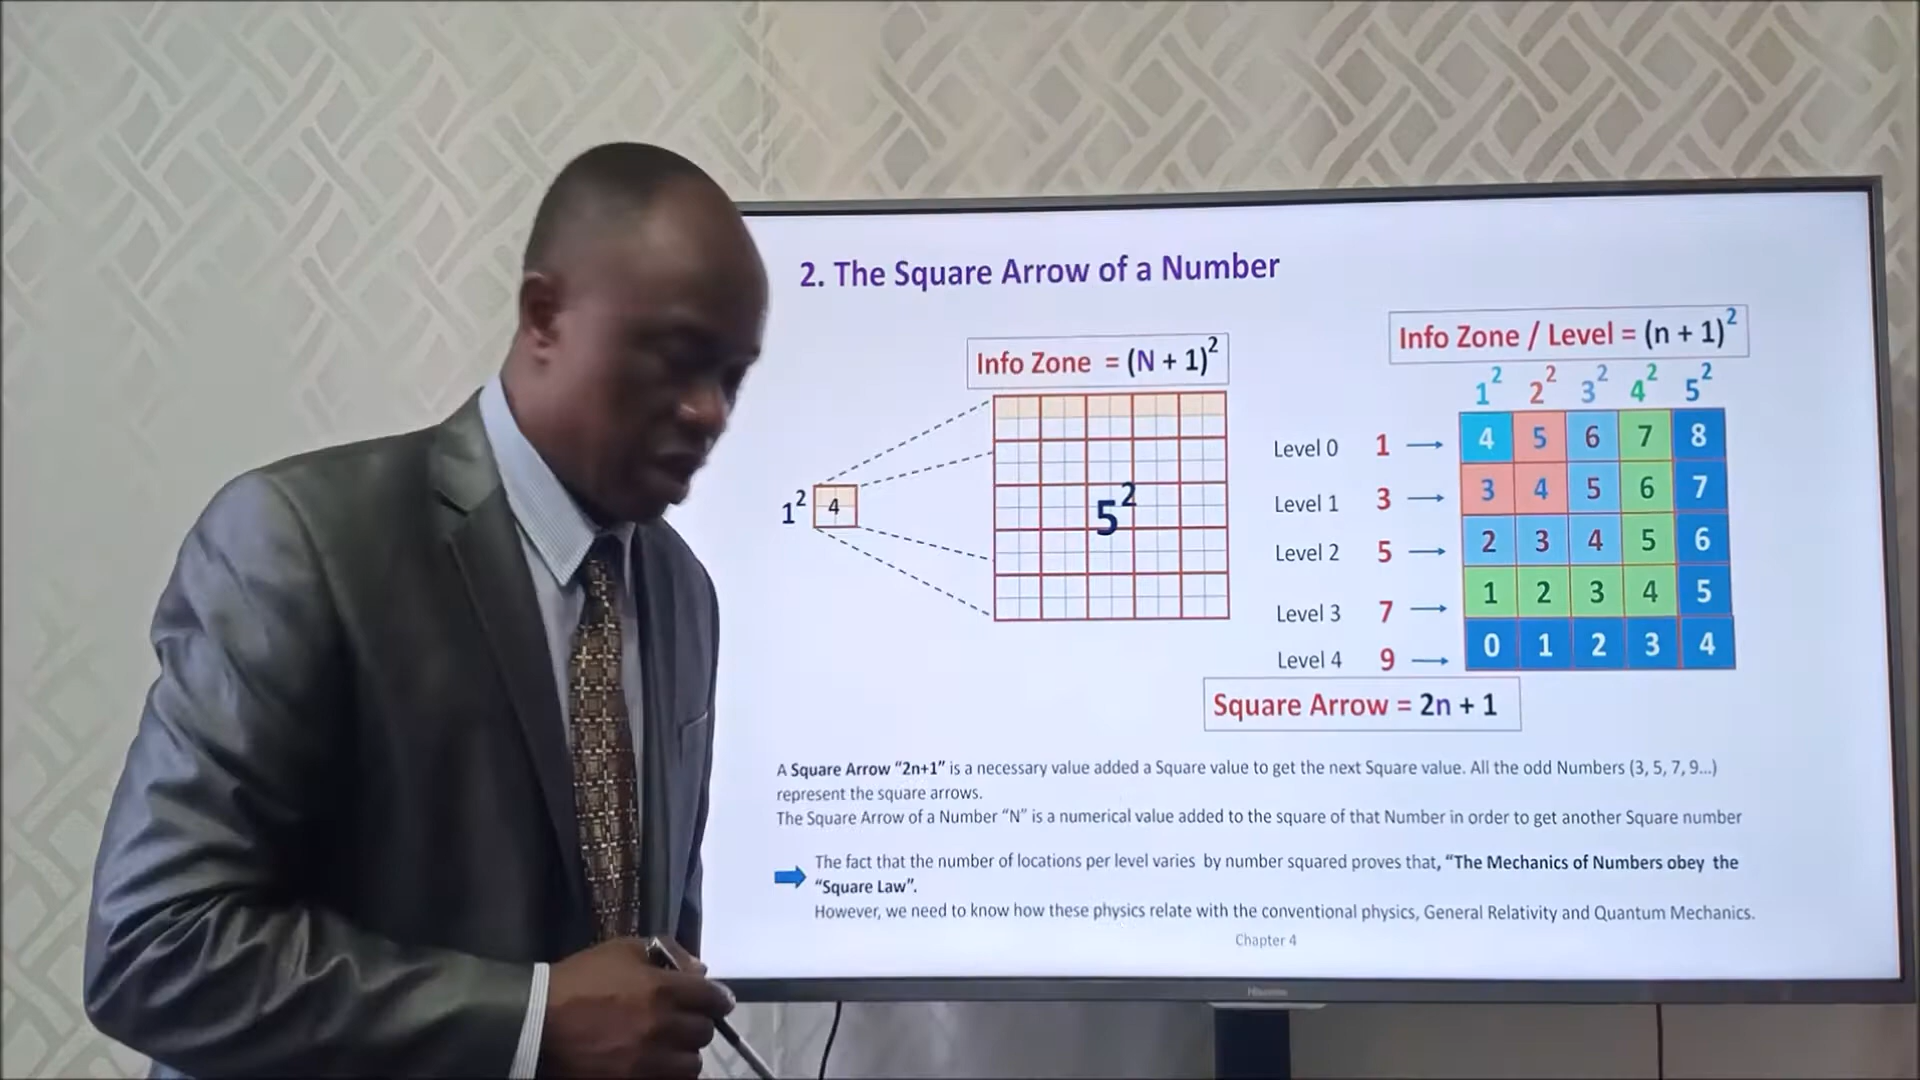 2. The Square Arrow of a Number
Info Zone = (N + 1)²
1² 4
5²
Info Zone / Level = (n + 1)²
1² 2² 3² 4² 5²
Level 0 1 → 4 5 6 7 8
Level 1 3 → 3 4 5 6 7
Level 2 5 → 2 3 4 5 6
Level 3 7 → 1 2 3 4 5
Level 4 9 → 0 1 2 3 4
Square Arrow = 2n + 1
A Square Arrow “2n+1” is a necessary value added a Square value to get the next Square value. All the odd Numbers (3, 5, 7, 9...)
represent the square arrows.
The Square Arrow of a Number “N” is a numerical value added to the square of that Number in order to get another Square number
The fact that the number of locations per level varies by number squared proves that, “The Mechanics of Numbers obey the
“Square Law”.
However, we need to know how these physics relate with the conventional physics, General Relativity and Quantum Mechanics.
Chapter 4
Hisense